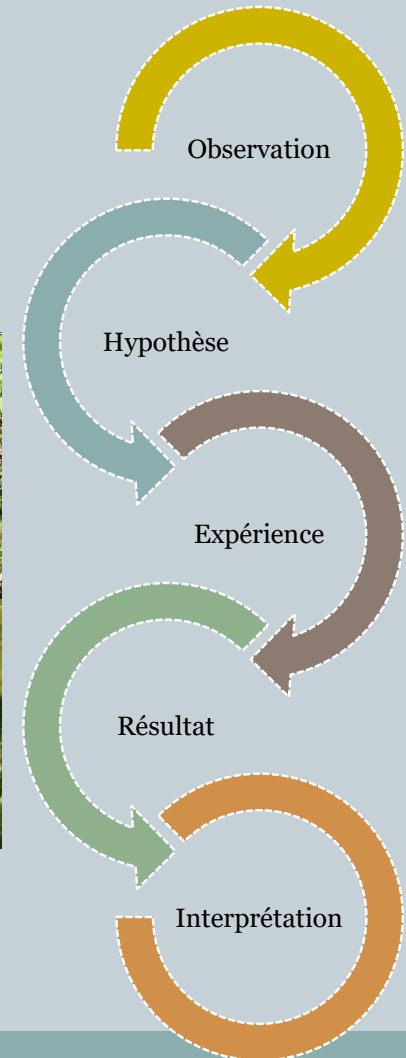 Observation
Hypothèse
Expérience
Résultat
Interprétation